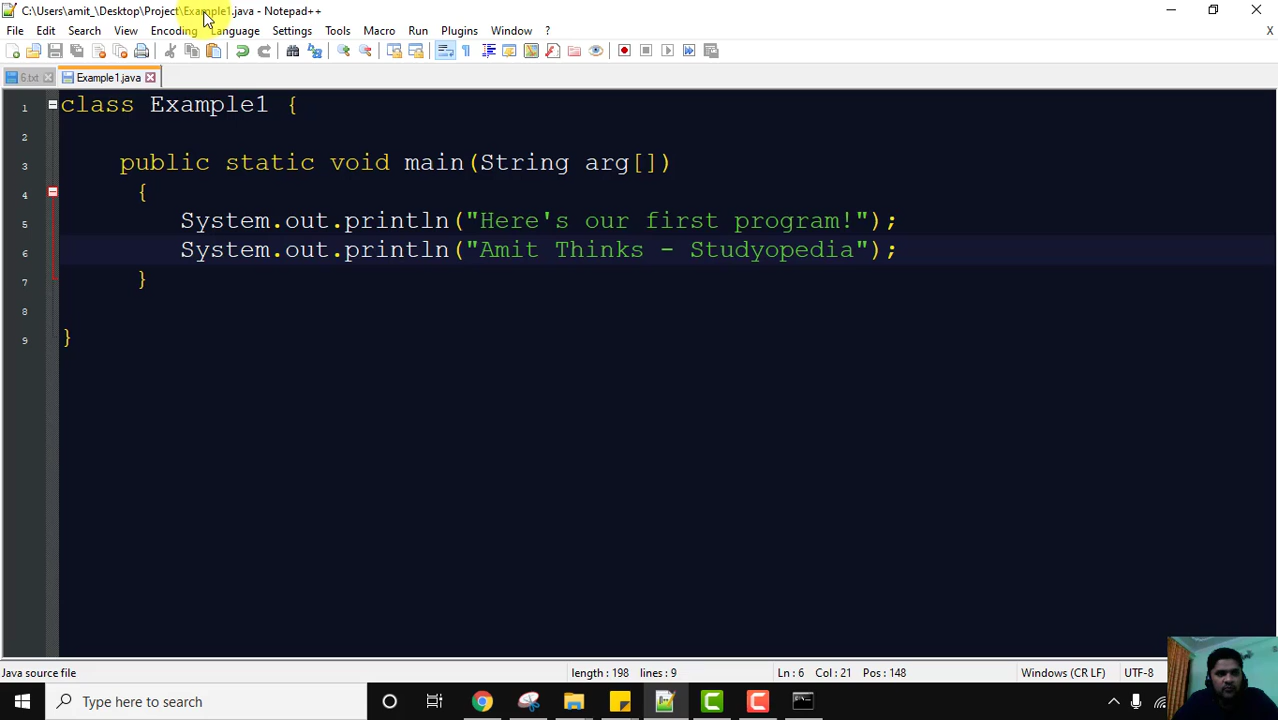 C:\Users\amit_\Desktop\Project\Example1.java - Notepad++
File Edit Search View Encoding Language Settings Tools Macro Run Plugins Window ? X
6.txt Example1.java
1 class Example1 {
2
3 public static void main(String arg[])
4 {
5 System.out.println("Here's our first program!");
6 System.out.println("Amit Thinks - Studyopedia");
7 }
8
9 }
Java source file length : 198 lines : 9 Ln : 6 Col : 21 Pos : 148 Windows (CR LF) UTF-8
Type here to search